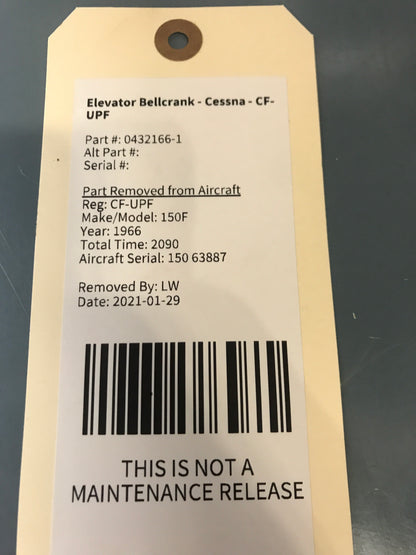 Elevator Bellcrank - Cessna - CF-
UPF
Part #: 0432166-1
Alt Part #:
Serial #:
Part Removed from Aircraft
Reg: CF-UPF
Make/Model: 150F
Year: 1966
Total Time: 2090
Aircraft Serial: 150 63887
Removed By: LW
Date: 2021-01-29
THIS IS NOT A
MAINTENANCE RELEASE